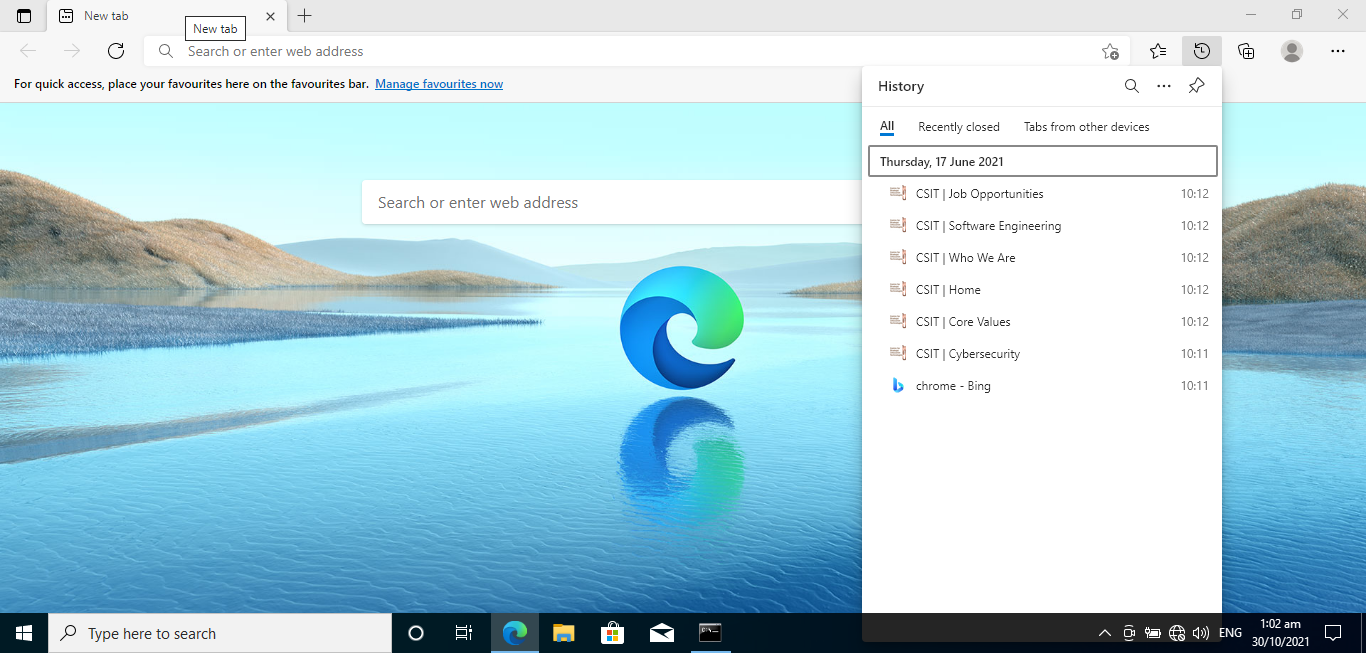 New tab
New tab
Search or enter web address
For quick access, place your favourites here on the favourites bar. Manage favourites now
Search or enter web address
History
All Recently closed Tabs from other devices
Thursday, 17 June 2021
CSIT | Job Opportunities 10:12
CSIT | Software Engineering 10:12
CSIT | Who We Are 10:12
CSIT | Home 10:12
CSIT | Core Values 10:12
CSIT | Cybersecurity 10:11
chrome - Bing 10:11
Type here to search
ENG
1:02 am
30/10/2021